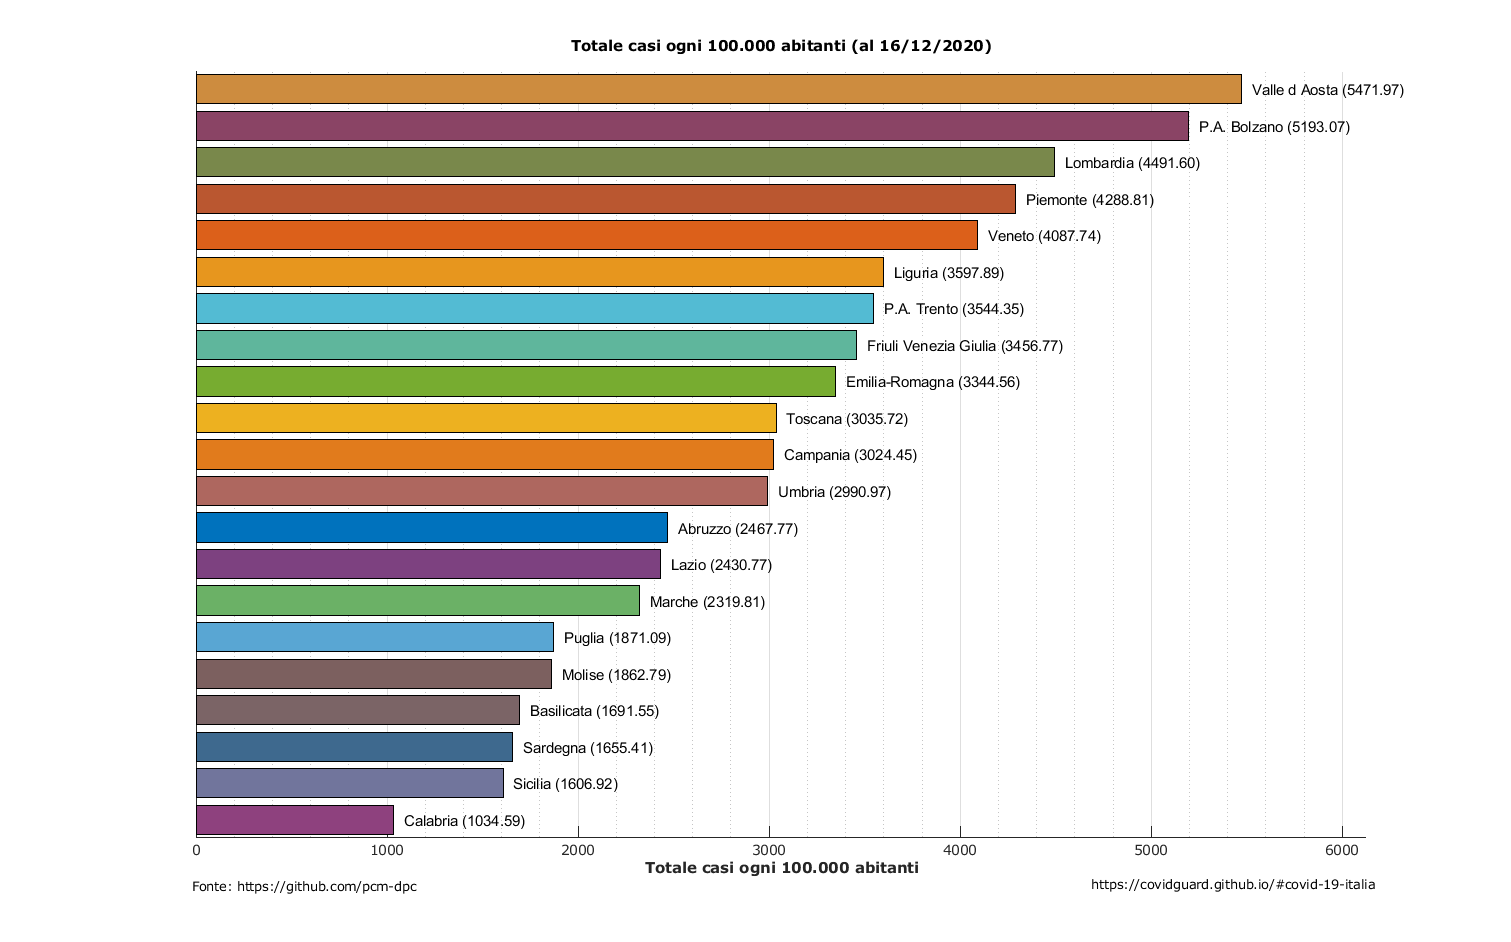 Totale casi ogni 100.000 abitanti (al 16/12/2020)
Valle d Aosta (5471.97)
P.A. Bolzano (5193.07)
Lombardia (4491.60)
Piemonte (4288.81)
Veneto (4087.74)
Liguria (3597.89)
P.A. Trento (3544.35)
Friuli Venezia Giulia (3456.77)
Emilia-Romagna (3344.56)
Toscana (3035.72)
Campania (3024.45)
Umbria (2990.97)
Abruzzo (2467.77)
Lazio (2430.77)
Marche (2319.81)
Puglia (1871.09)
Molise (1862.79)
Basilicata (1691.55)
Sardegna (1655.41)
Sicilia (1606.92)
Calabria (1034.59)
0 1000 2000 3000 4000 5000 6000
Totale casi ogni 100.000 abitanti
Fonte: https://github.com/pcm-dpc
https://covidguard.github.io/#covid-19-italia